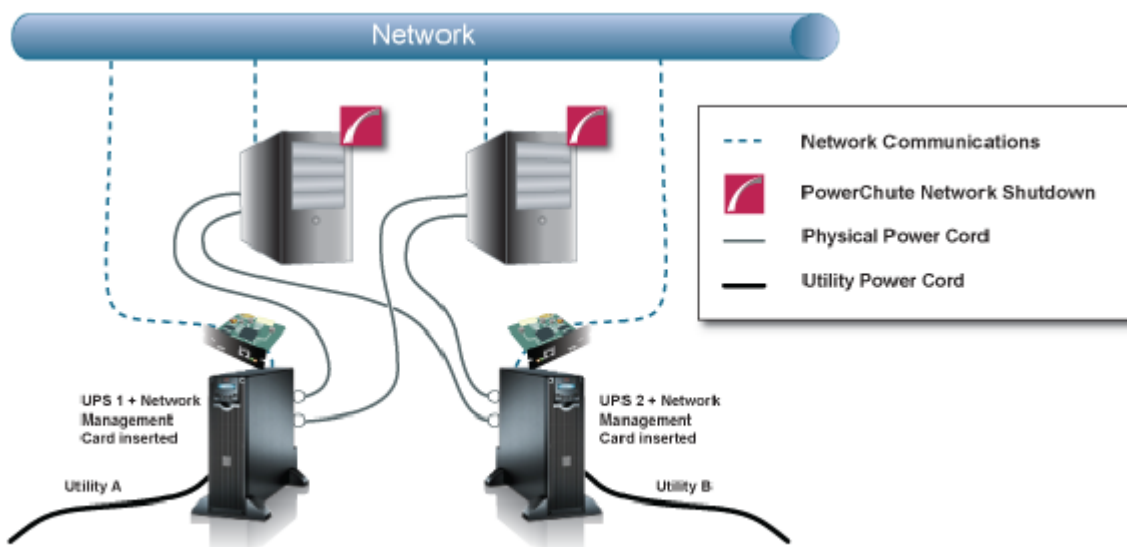 Network
Network Communications
PowerChute Network Shutdown
Physical Power Cord
Utility Power Cord
UPS 1 + Network
Management
Card inserted
UPS 2 + Network
Management
Card inserted
Utility A
Utility B